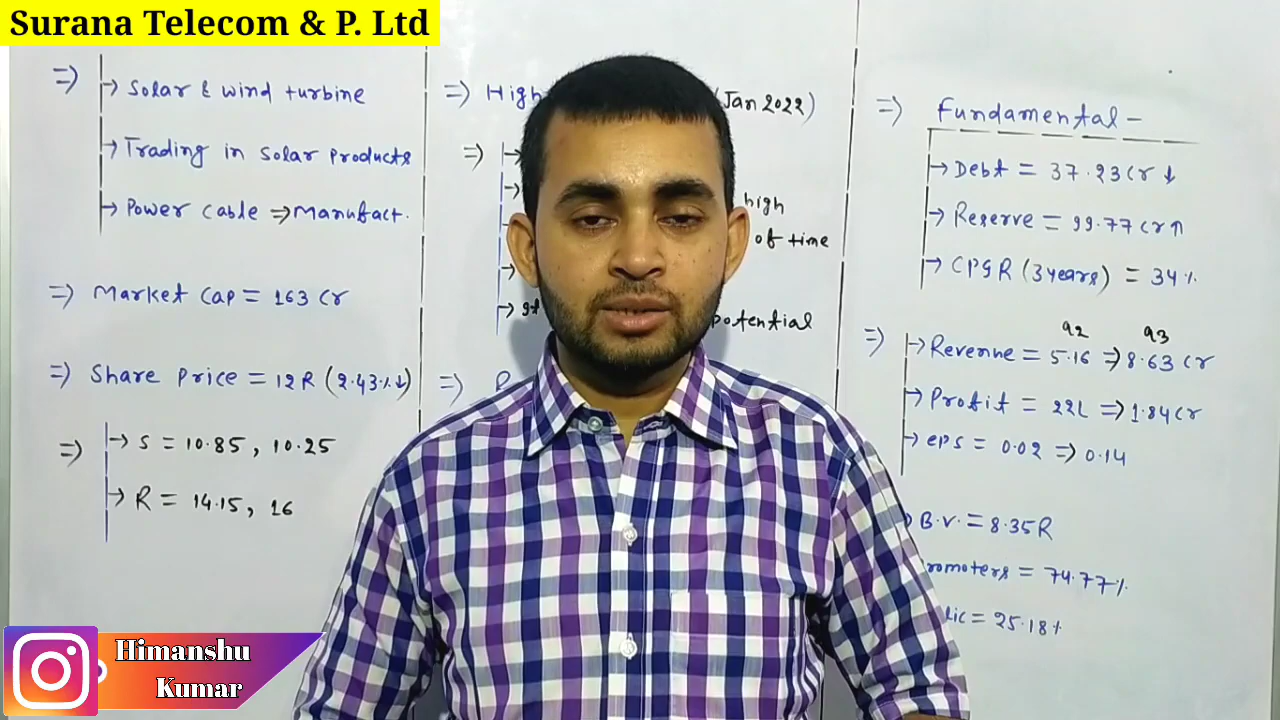 Surana Telecom & P. Ltd
=) → Solar & wind turbine
→ Trading in Solar Products
→ Power Cable => Manufact.
=) Market Cap = 163 Cr
=) Share Price = 12R (2.43%↓)
=) → S = 10.85, 10.25
→ R = 14.15, 16
=) High (Jan 2022)
=) →
→ high
of time
→
→ potential
=)
=) Fundamental -
→ Debt = 37.23 Cr ↓
→ Reserve = 99.77 Cr ↑
→ CPGR (3 years) = 34%
Q2 Q3
=) → Revenue = 5.16 => 8.63 Cr
→ Profit = 22L => 1.84 Cr
→ eps = 0.02 => 0.14
B.V. = 8.35R
romoters = 74.77%
lic = 25.18%
Himanshu
Kumar